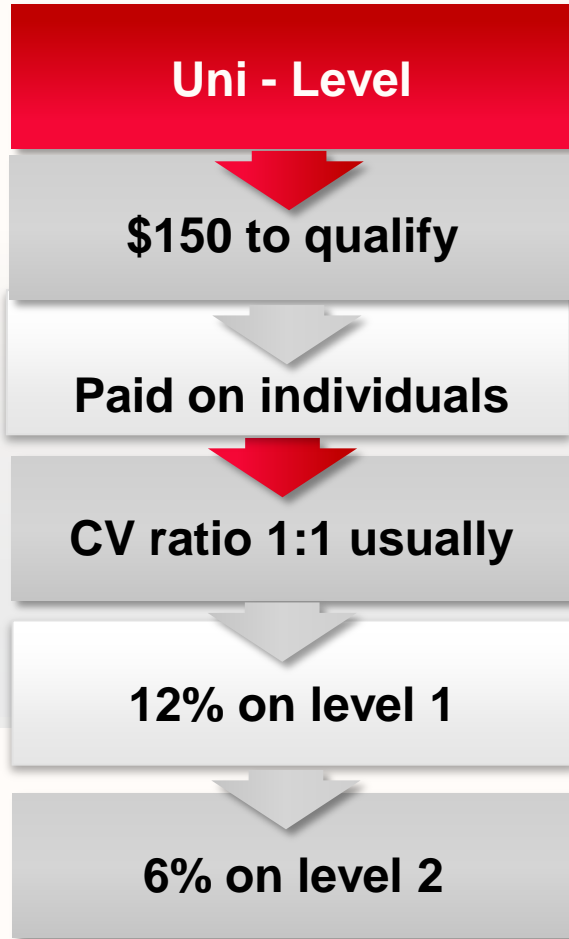 Uni - Level
$150 to qualify
Paid on individuals
CV ratio 1:1 usually
12% on level 1
6% on level 2